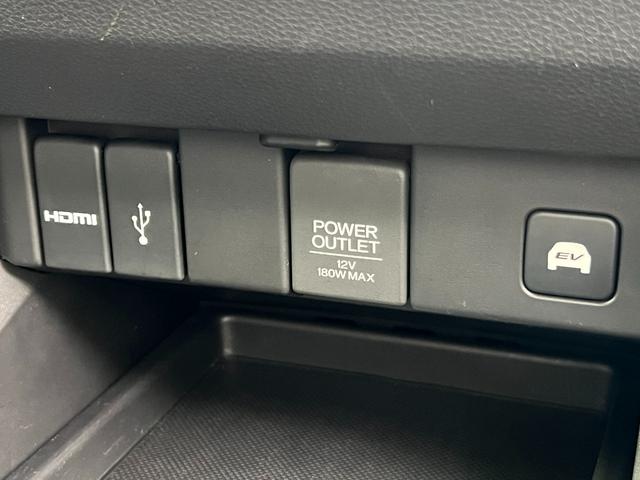 HDMI
POWER
OUTLET
12V
180W MAX
EV